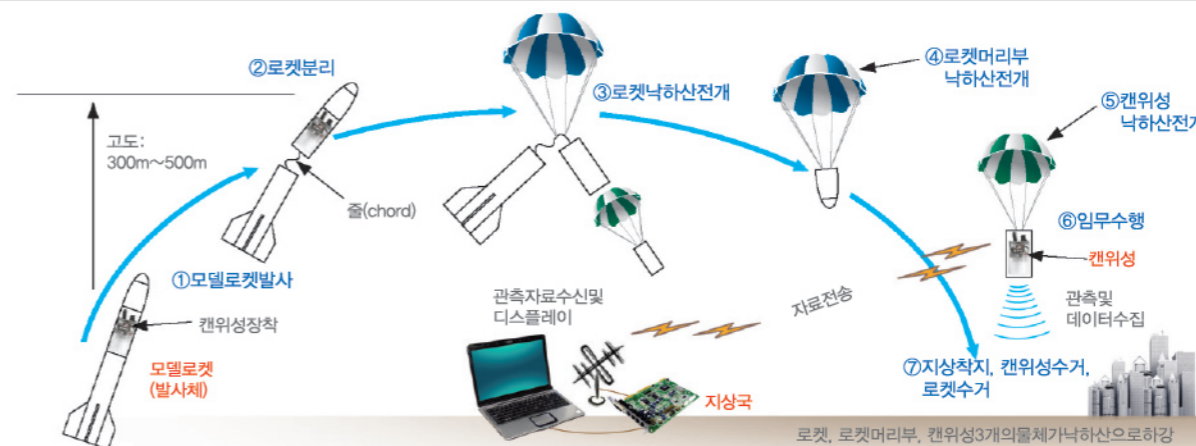 ②로켓분리
④로켓머리부
낙하산전개
③로켓낙하산전개
⑤캔위성
낙하산전개
고도:
300m~500m
줄(chord)
⑥임무수행
①모델로켓발사
캔위성
관측자료수신및
디스플레이
자료전송
관측및
데이터수집
캔위성장착
모델로켓
(발사체)
지상국
⑦지상착지, 캔위성수거,
로켓수거
로켓, 로켓머리부, 캔위성3개의물체가낙하산으로하강